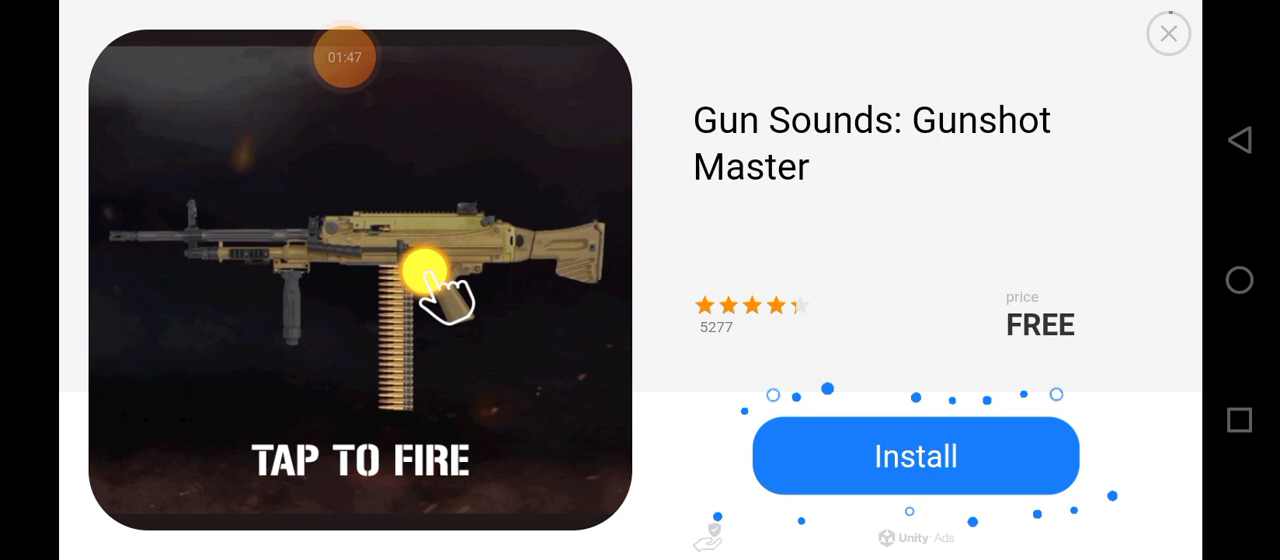 01:47
Gun Sounds: Gunshot
Master
5277
price
FREE
TAP TO FIRE
Install
Unity Ads